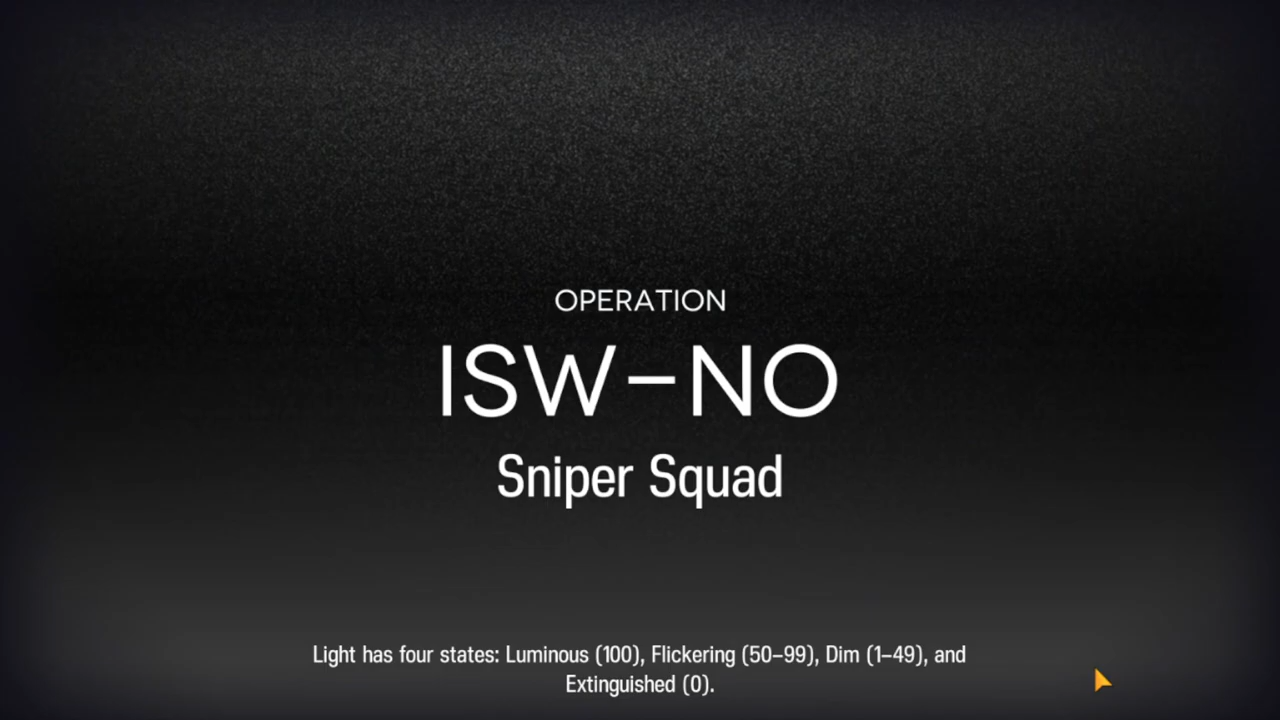 OPERATION
ISW-NO
Sniper Squad
Light has four states: Luminous (100), Flickering (50–99), Dim (1–49), and
Extinguished (0).